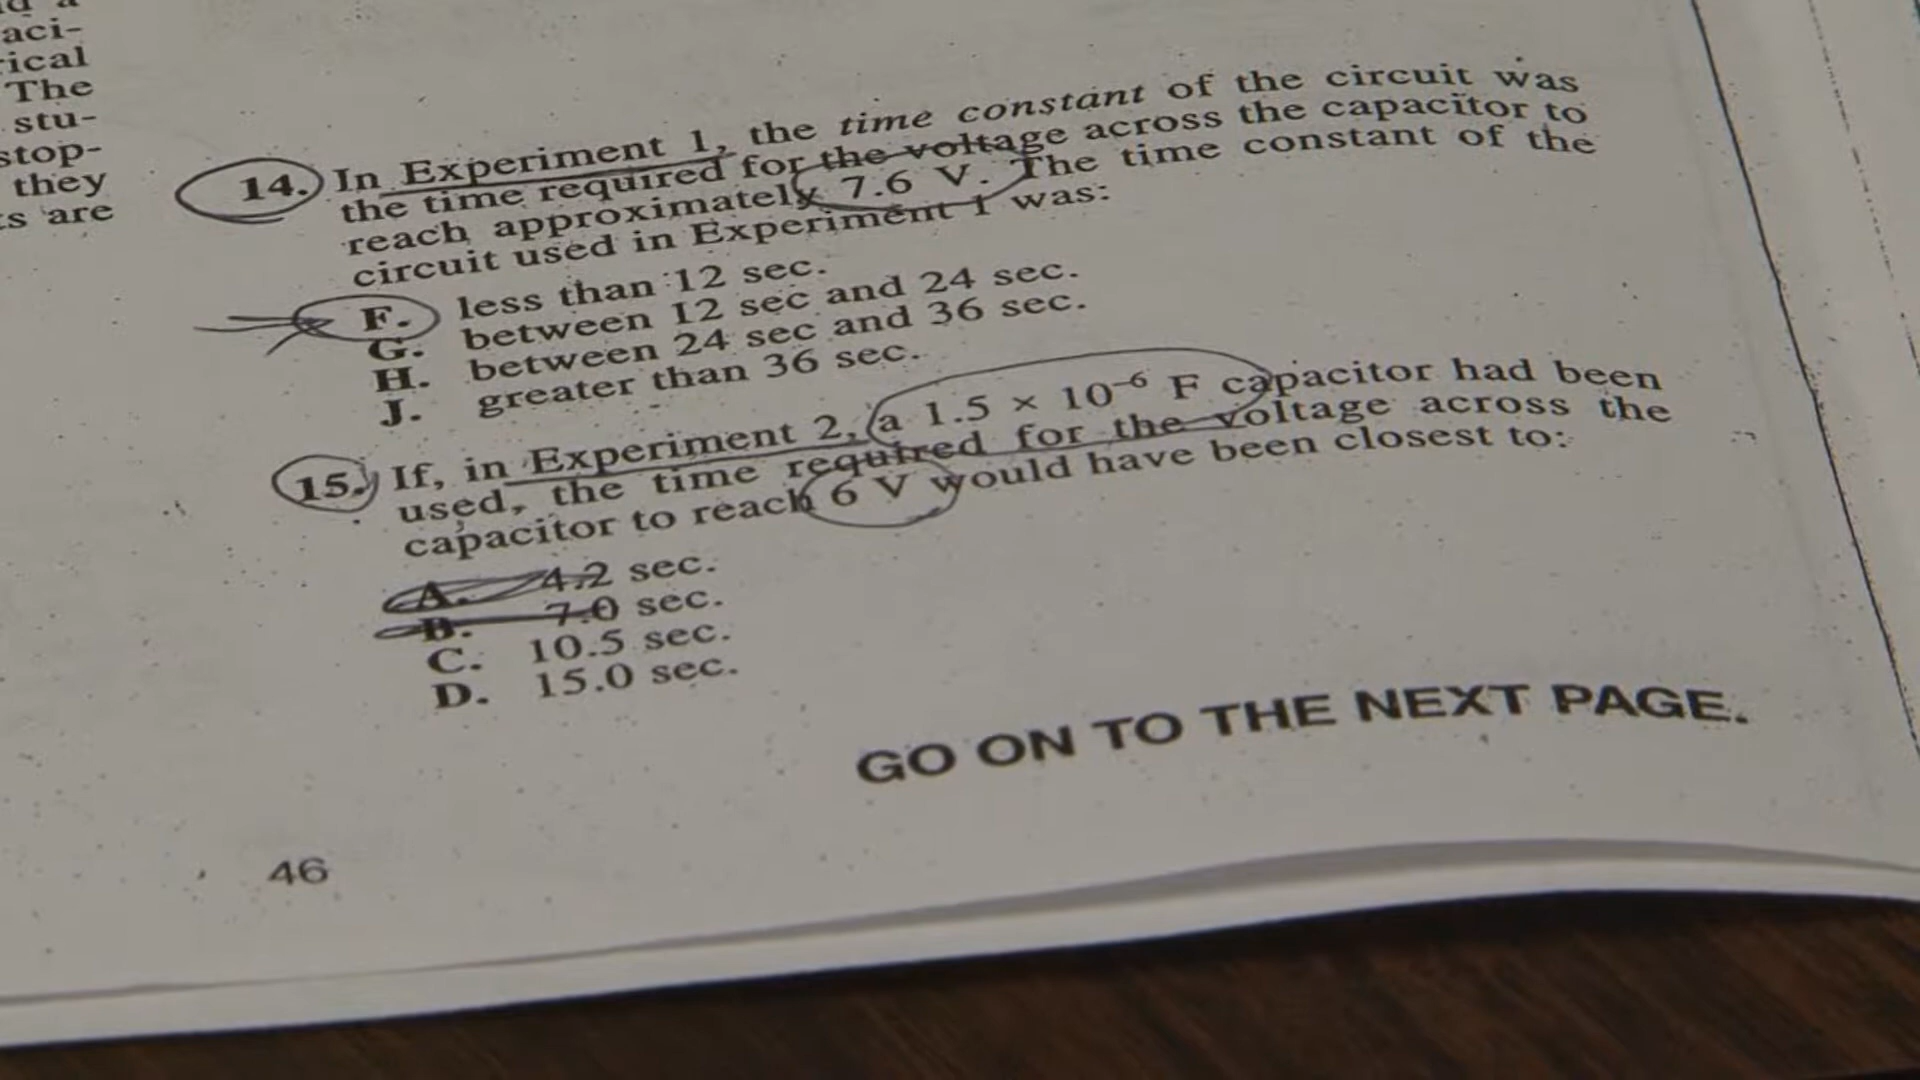 aci-
rical
The
stu-
stop-
they
ts are
14. In Experiment 1, the time constant of the circuit was
the time required for the voltage across the capacitor to
reach approximately 7.6 V. The time constant of the
circuit used in Experiment 1 was:
F. less than 12 sec.
G. between 12 sec and 24 sec.
H. between 24 sec and 36 sec.
J. greater than 36 sec.
15. If, in Experiment 2, a 1.5 × 10⁻⁶ F capacitor had been
used, the time required for the voltage across the
capacitor to reach 6 V would have been closest to:
A. 4.2 sec.
B. 7.0 sec.
C. 10.5 sec.
D. 15.0 sec.
GO ON TO THE NEXT PAGE.
46